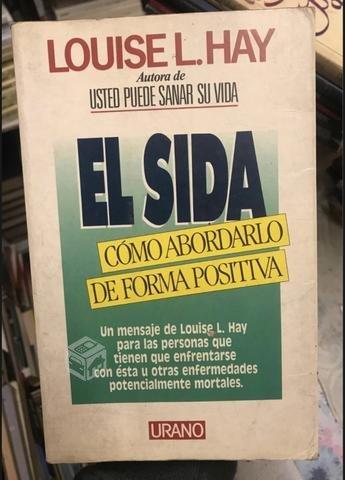 LOUISE L. HAY
Autora de
USTED PUEDE SANAR SU VIDA
EL SIDA
CÓMO ABORDARLO
DE FORMA POSITIVA
Un mensaje de Louise L. Hay
para las personas que
tienen que enfrentarse
con ésta u otras enfermedades
potencialmente mortales.
URANO